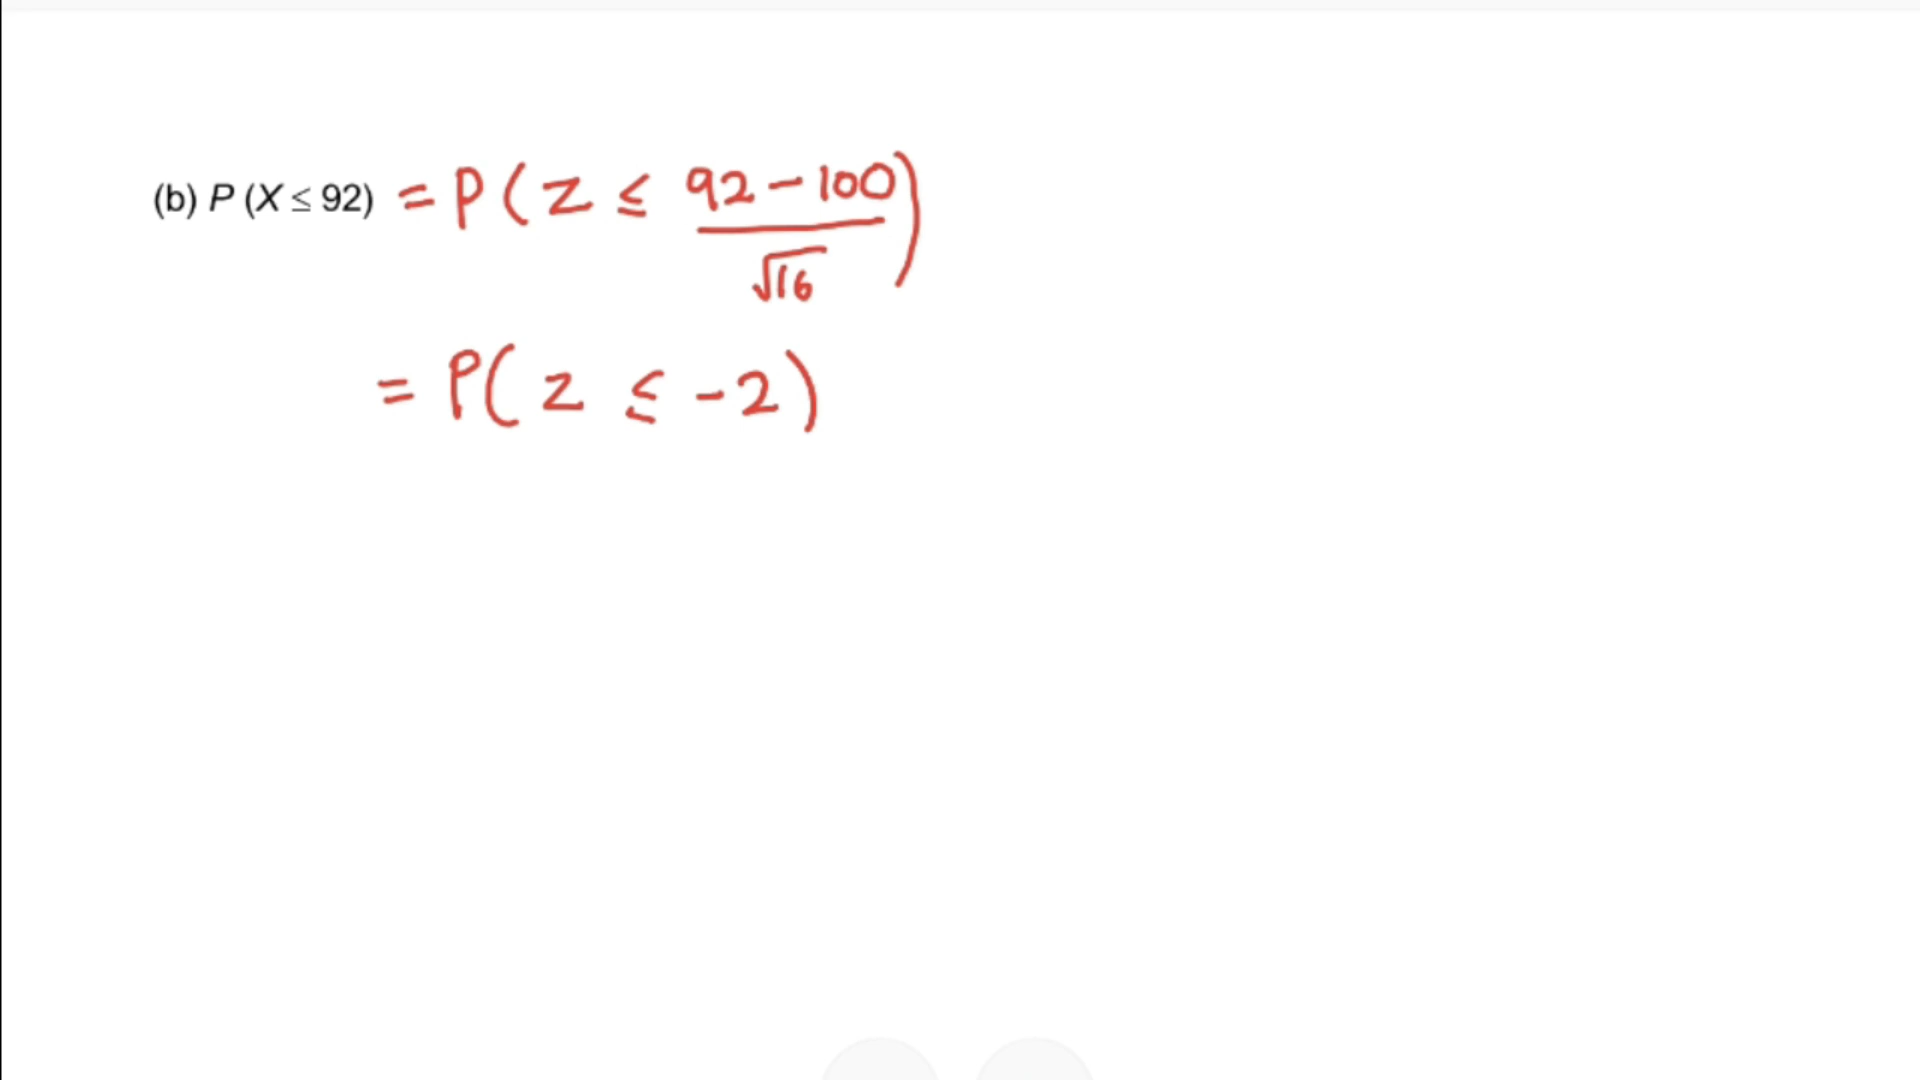 (b) P (X ≤ 92) = P(Z ≤ (92-100)/√16)
= P(Z ≤ -2)